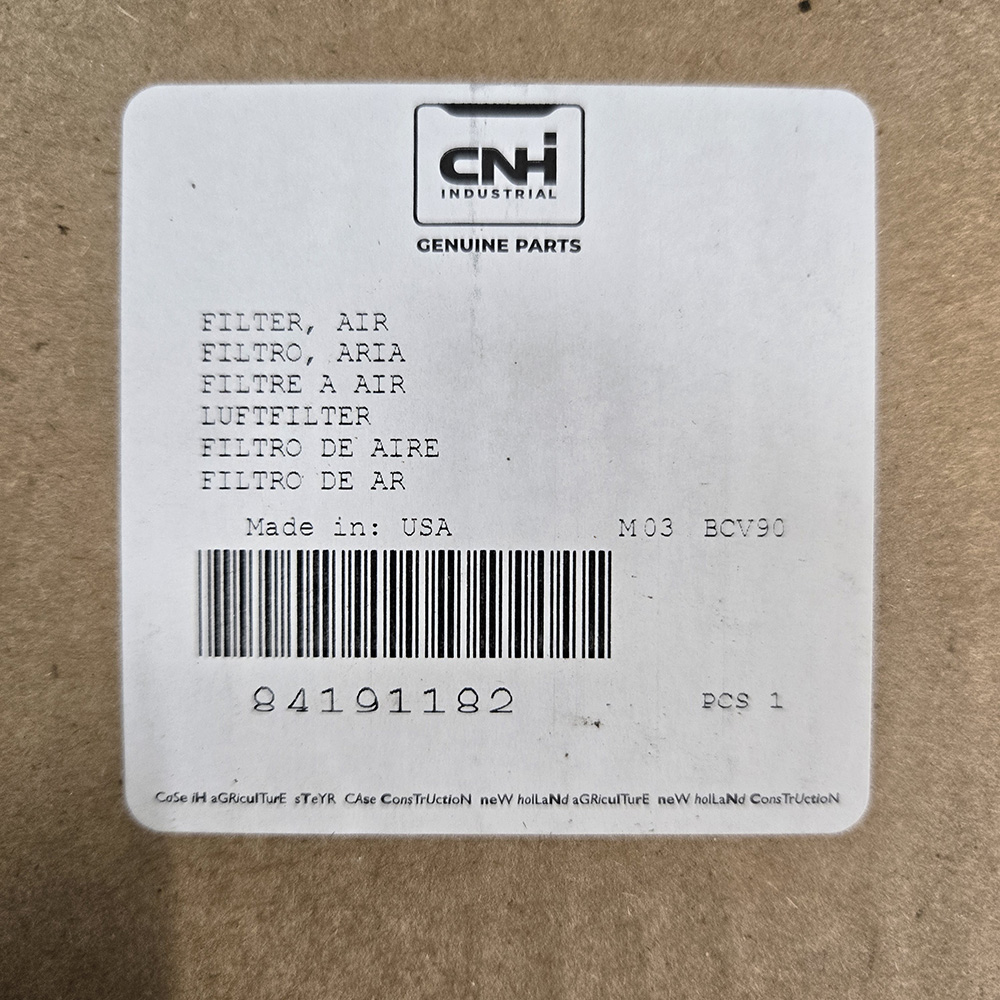 CNH
INDUSTRIAL
GENUINE PARTS
FILTER, AIR
FILTRO, ARIA
FILTRE A AIR
LUFTFILTER
FILTRO DE AIRE
FILTRO DE AR
Made in: USA M03 BCV90
84191182 PCS 1
CaSe iH aGRiculTurE sTeYR CAse ConsTrUctioN neW holLaNd aGRiculTurE neW holLaNd ConsTrUctioN